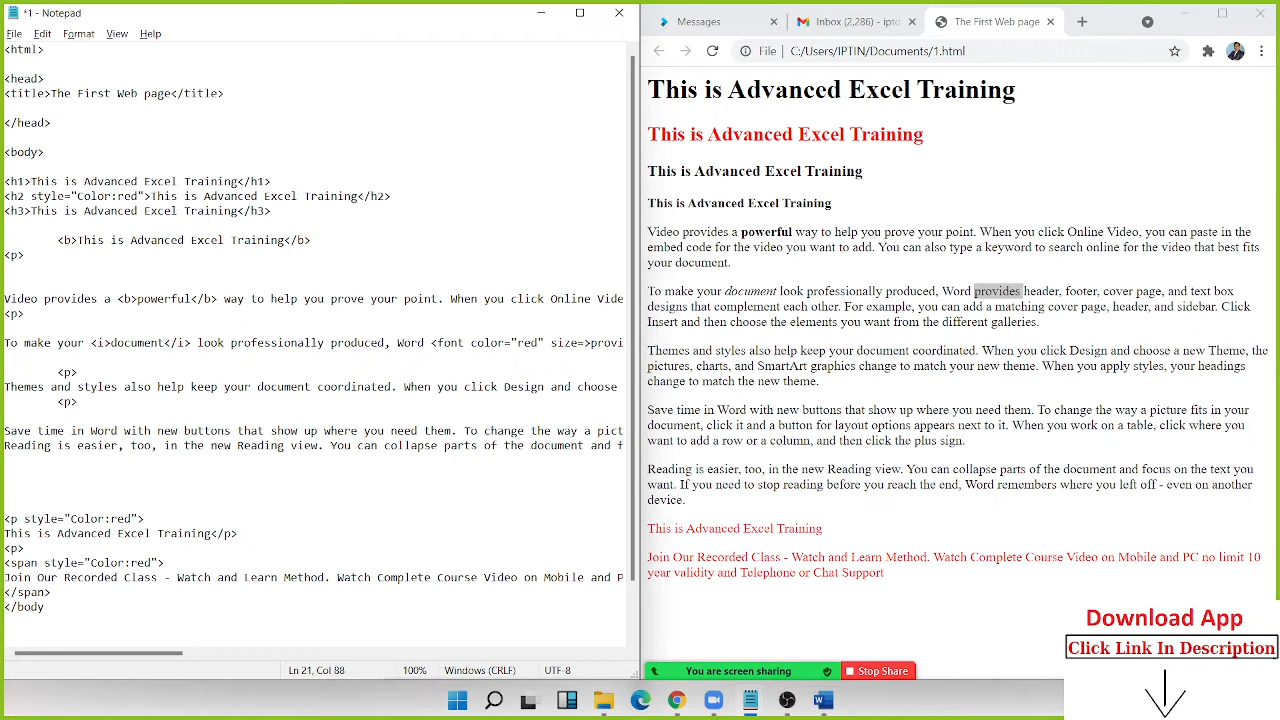 *1 - Notepad
File Edit Format View Help
<html>
<head>
<title>The First Web page</title>
</head>
<body>
<h1>This is Advanced Excel Training</h1>
<h2 style="Color:red">This is Advanced Excel Training</h2>
<h3>This is Advanced Excel Training</h3>
<b>This is Advanced Excel Training</b>
<p>
Video provides a <b>powerful</b> way to help you prove your point. When you click Online Vide
<p>
To make your <i>document</i> look professionally produced, Word <font color="red" size=>provi
<p>
Themes and styles also help keep your document coordinated. When you click Design and choose
<p>
Save time in Word with new buttons that show up where you need them. To change the way a pict
Reading is easier, too, in the new Reading view. You can collapse parts of the document and f
<p style="Color:red">
This is Advanced Excel Training</p>
<p>
<span style="Color:red">
Join Our Recorded Class - Watch and Learn Method. Watch Complete Course Video on Mobile and P
</span>
</body
Ln 21, Col 88 100% Windows (CRLF) UTF-8
Messages Inbox (2,286) - iptd The First Web page
File C:/Users/IPTIN/Documents/1.html
This is Advanced Excel Training
This is Advanced Excel Training
This is Advanced Excel Training
This is Advanced Excel Training
Video provides a powerful way to help you prove your point. When you click Online Video, you can paste in the
embed code for the video you want to add. You can also type a keyword to search online for the video that best fits
your document.
To make your document look professionally produced, Word provides header, footer, cover page, and text box
designs that complement each other. For example, you can add a matching cover page, header, and sidebar. Click
Insert and then choose the elements you want from the different galleries.
Themes and styles also help keep your document coordinated. When you click Design and choose a new Theme, the
pictures, charts, and SmartArt graphics change to match your new theme. When you apply styles, your headings
change to match the new theme.
Save time in Word with new buttons that show up where you need them. To change the way a picture fits in your
document, click it and a button for layout options appears next to it. When you work on a table, click where you
want to add a row or a column, and then click the plus sign.
Reading is easier, too, in the new Reading view. You can collapse parts of the document and focus on the text you
want. If you need to stop reading before you reach the end, Word remembers where you left off - even on another
device.
This is Advanced Excel Training
Join Our Recorded Class - Watch and Learn Method. Watch Complete Course Video on Mobile and PC no limit 10
year validity and Telephone or Chat Support
You are screen sharing Stop Share
Download App
Click Link In Description